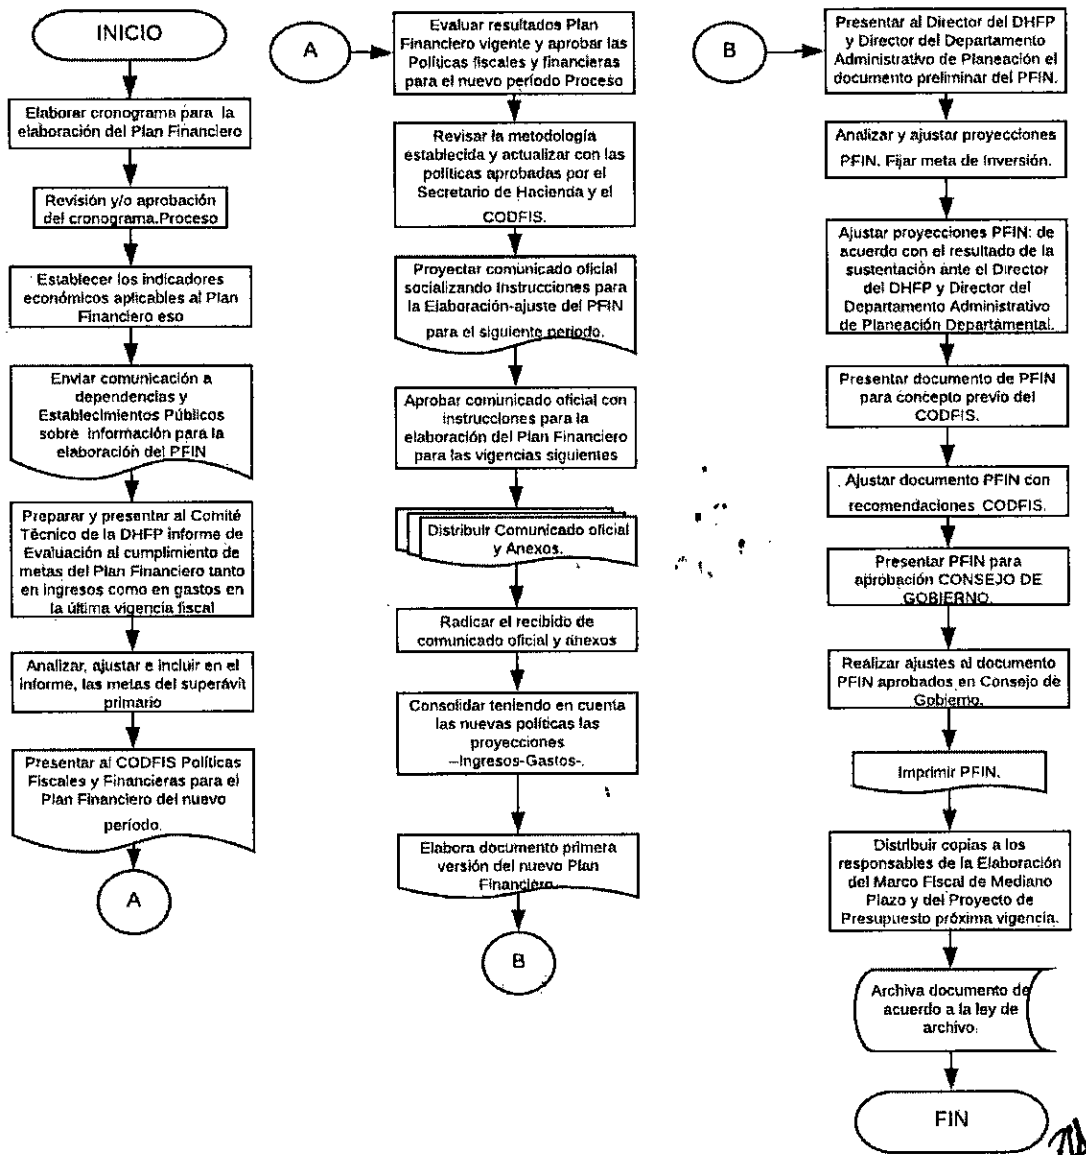 INICIO
Elaborar cronograma para la
elaboración del Plan Financiero
Revisión y/o aprobación
del cronograma.Proceso
Establecer los indicadores
económicos aplicables al Plan
Financiero eso
Enviar comunicación a
dependencias y
Establecimientos Públicos
sobre información para la
elaboración del PFIN
Preparar y presentar al Comité
Técnico de la DHFP informe de
Evaluación al cumplimiento de
metas del Plan Financiero tanto
en ingresos como en gastos en
la última vigencia fiscal
Analizar, ajustar e incluir en el
informe, las metas del superávit
primario
Presentar al CODFIS Políticas
Fiscales y Financieras para el
Plan Financiero del nuevo
período.
A
A
Evaluar resultados Plan
Financiero vigente y aprobar las
Políticas fiscales y financieras
para el nuevo período Proceso
Revisar la metodología
establecida y actualizar con las
políticas aprobadas por el
Secretario de Hacienda y el
CODFIS.
Proyectar comunicado oficial
socializando Instrucciones para
la Elaboración-ajuste del PFIN
para el siguiente período.
Aprobar comunicado oficial con
instrucciones para la
elaboración del Plan Financiero
para las vigencias siguientes
Distribuir Comunicado oficial
y Anexos.
Radicar el recibido de
comunicado oficial y anexos
Consolidar teniendo en cuenta
las nuevas políticas las
proyecciones
–Ingresos-Gastos-.
Elabora documento primera
versión del nuevo Plan
Financiero.
B
B
Presentar al Director del DHFP
y Director del Departamento
Administrativo de Planeación el
documento preliminar del PFIN.
Analizar y ajustar proyecciones
PFIN. Fijar meta de Inversión.
Ajustar proyecciones PFIN: de
acuerdo con el resultado de la
sustentación ante el Director
del DHFP y Director del
Departamento Administrativo
de Planeación Departamental.
Presentar documento de PFIN
para concepto previo del
CODFIS.
Ajustar documento PFIN con
recomendaciones CODFIS.
Presentar PFIN para
aprobación CONSEJO DE
GOBIERNO.
Realizar ajustes al documento
PFIN aprobados en Consejo de
Gobierno.
Imprimir PFIN.
Distribuir copias a los
responsables de la Elaboración
del Marco Fiscal de Mediano
Plazo y del Proyecto de
Presupuesto próxima vigencia.
Archiva documento de
acuerdo a la ley de
archivo.
FIN